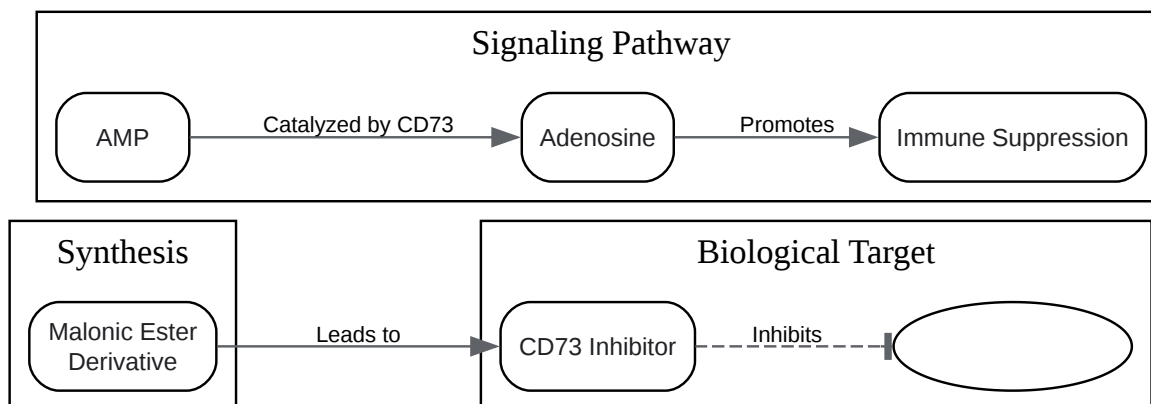 Signaling Pathway
AMP
Catalyzed by CD73
Adenosine
Promotes
Immune Suppression
Synthesis
Malonic Ester
Derivative
Leads to
Biological Target
CD73 Inhibitor
Inhibits